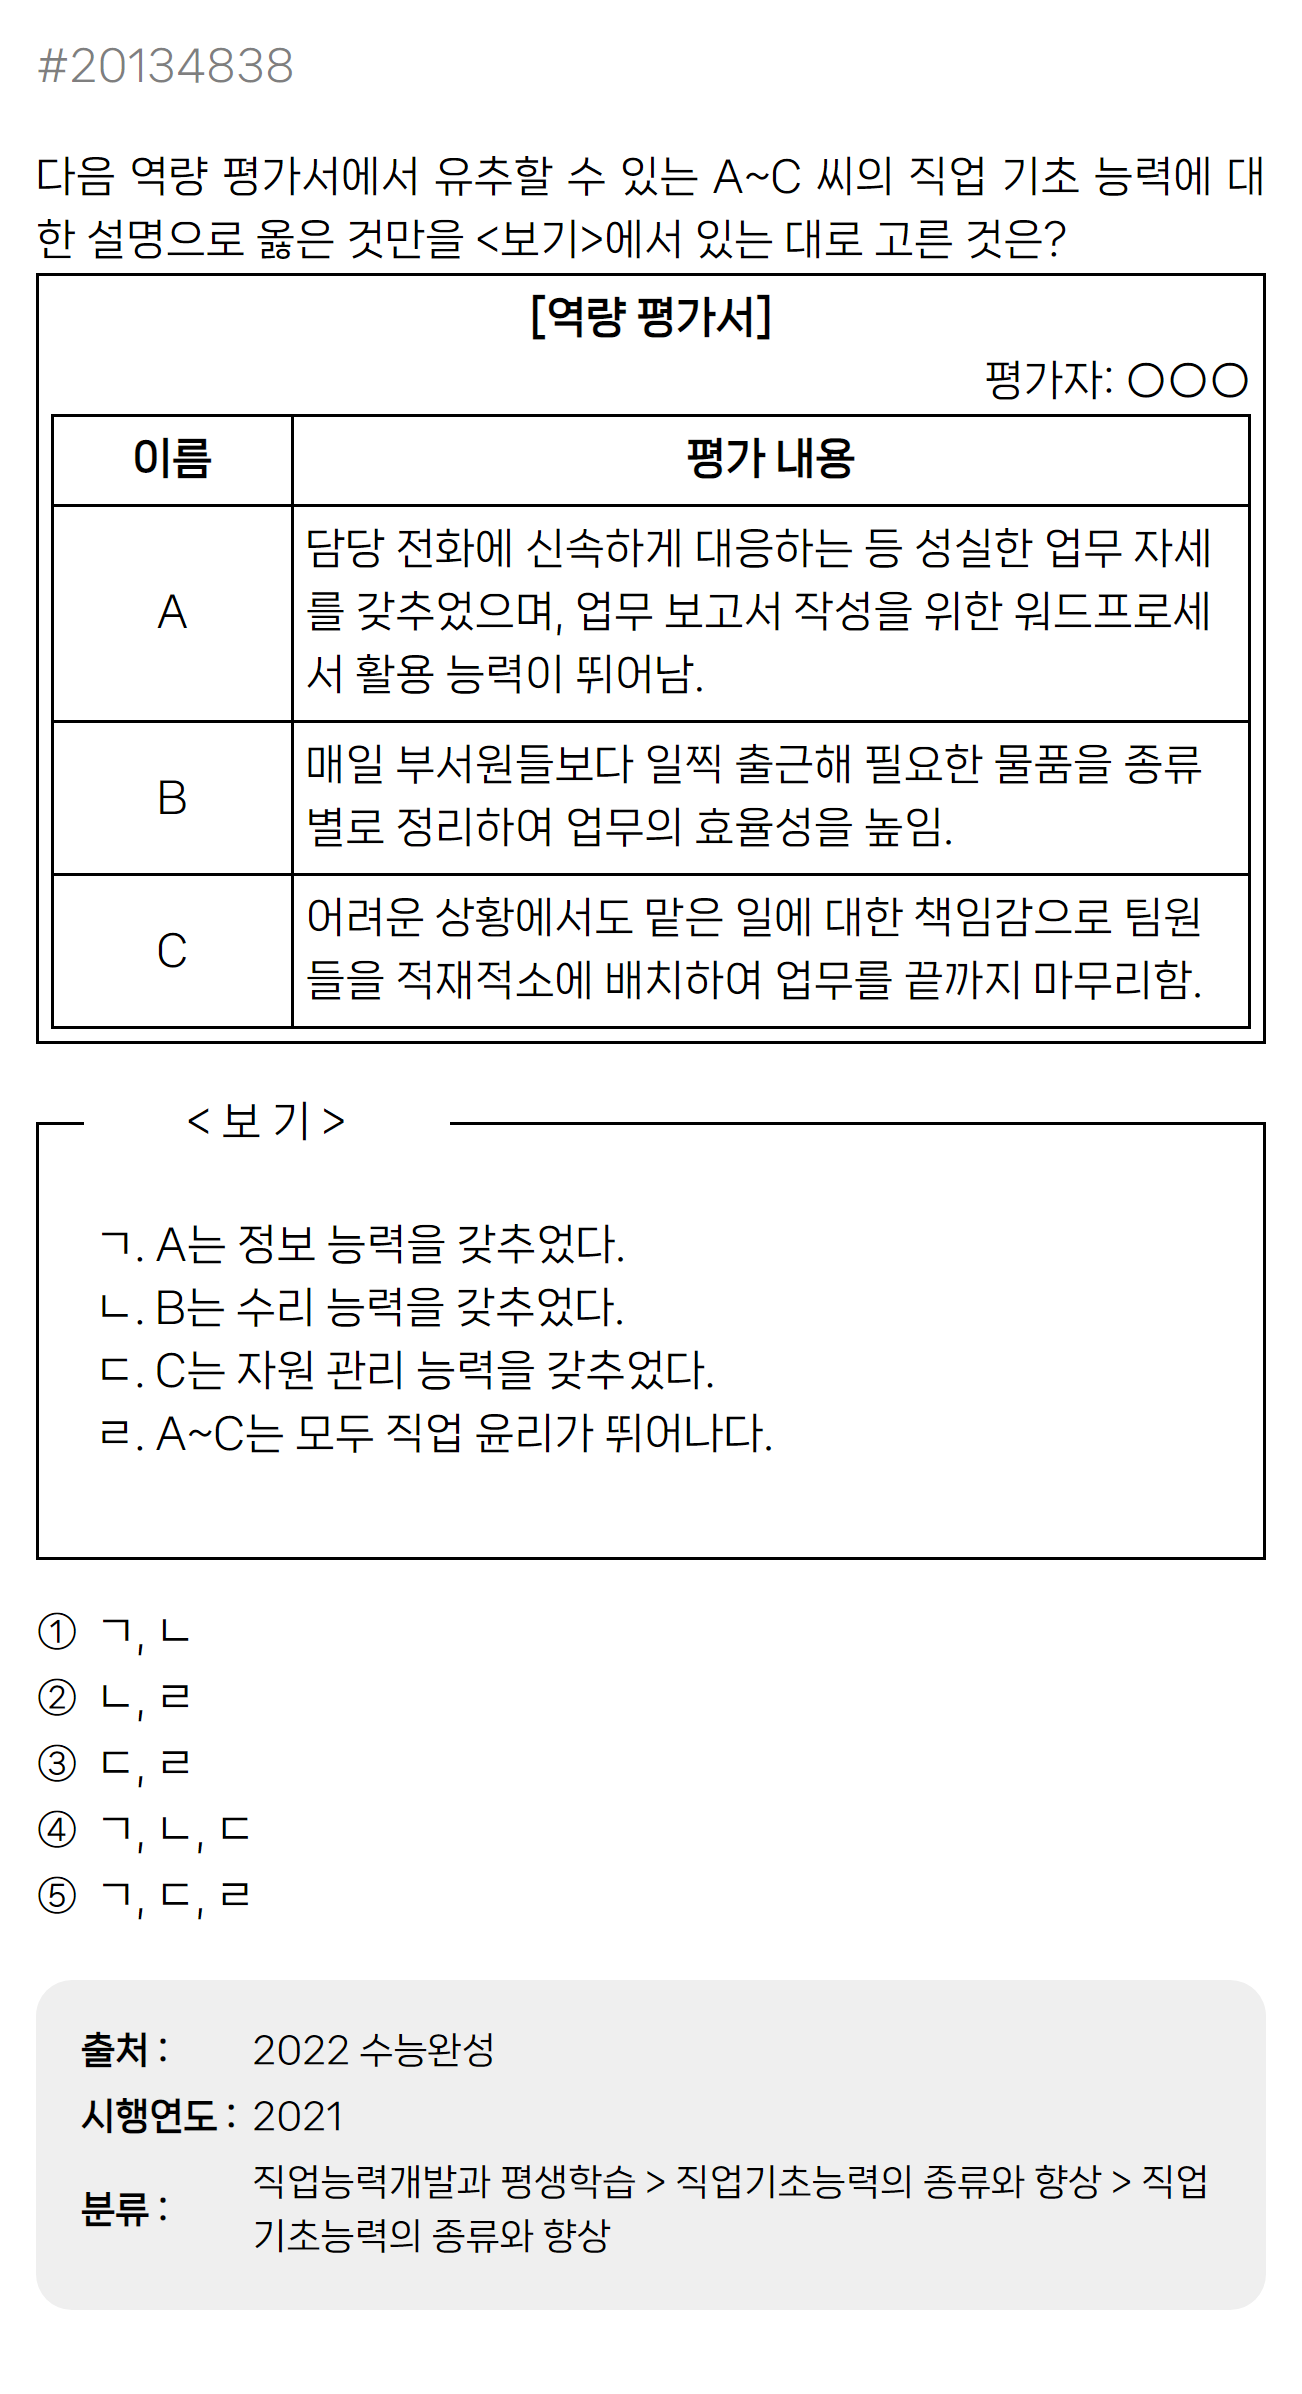 #20134838
다음 역량 평가서에서 유추할 수 있는 A~C 씨의 직업 기초 능력에 대
한 설명으로 옳은 것만을 <보기>에서 있는 대로 고른 것은?
[역량 평가서]
평가자: ○○○
이름 평가 내용
A
담당 전화에 신속하게 대응하는 등 성실한 업무 자세
를 갖추었으며, 업무 보고서 작성을 위한 워드프로세
서 활용 능력이 뛰어남.
B
매일 부서원들보다 일찍 출근해 필요한 물품을 종류
별로 정리하여 업무의 효율성을 높임.
C
어려운 상황에서도 맡은 일에 대한 책임감으로 팀원
들을 적재적소에 배치하여 업무를 끝까지 마무리함.
< 보 기 >
ㄱ. A는 정보 능력을 갖추었다.
ㄴ. B는 수리 능력을 갖추었다.
ㄷ. C는 자원 관리 능력을 갖추었다.
ㄹ. A~C는 모두 직업 윤리가 뛰어나다.
① ㄱ, ㄴ
② ㄴ, ㄹ
③ ㄷ, ㄹ
④ ㄱ, ㄴ, ㄷ
⑤ ㄱ, ㄷ, ㄹ
출처 : 2022 수능완성
시행연도 : 2021
분류 : 직업능력개발과 평생학습 > 직업기초능력의 종류와 향상 > 직업
기초능력의 종류와 향상